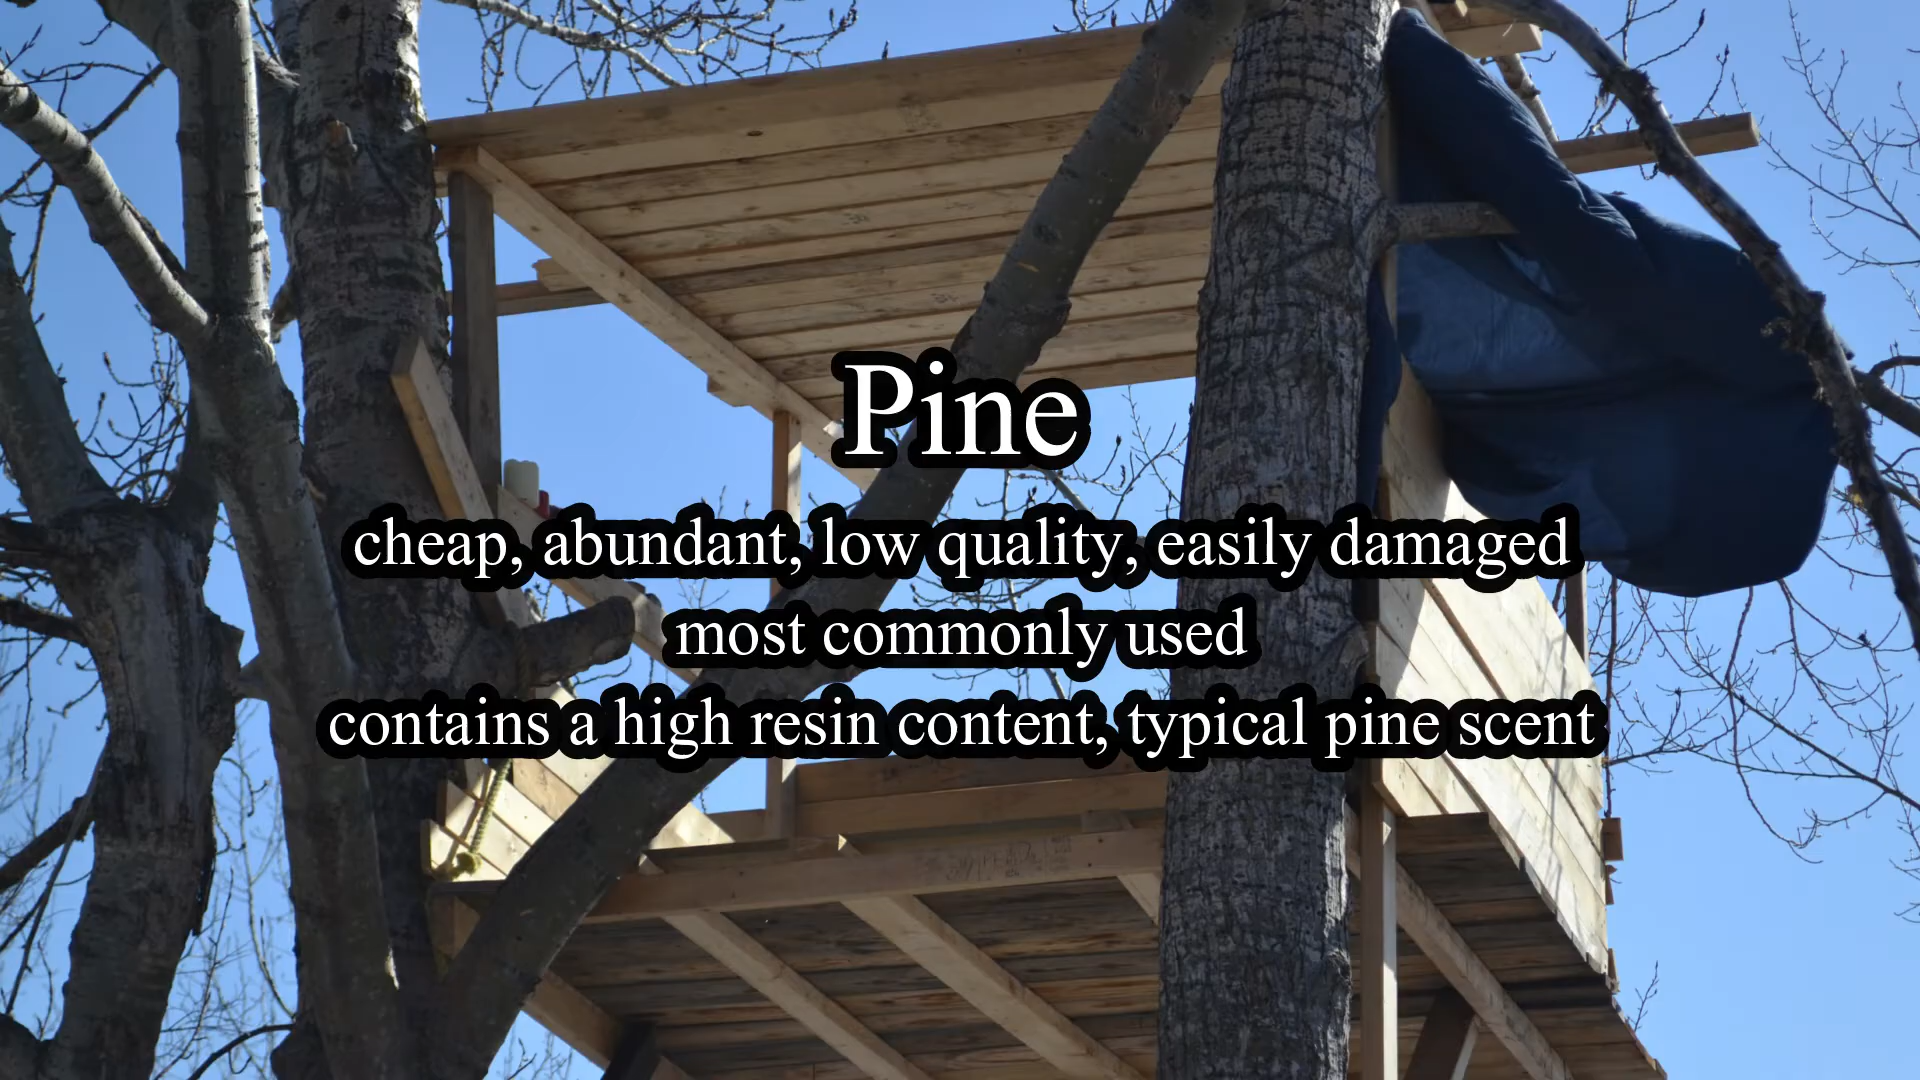 Pine
cheap, abundant, low quality, easily damaged
most commonly used
contains a high resin content, typical pine scent